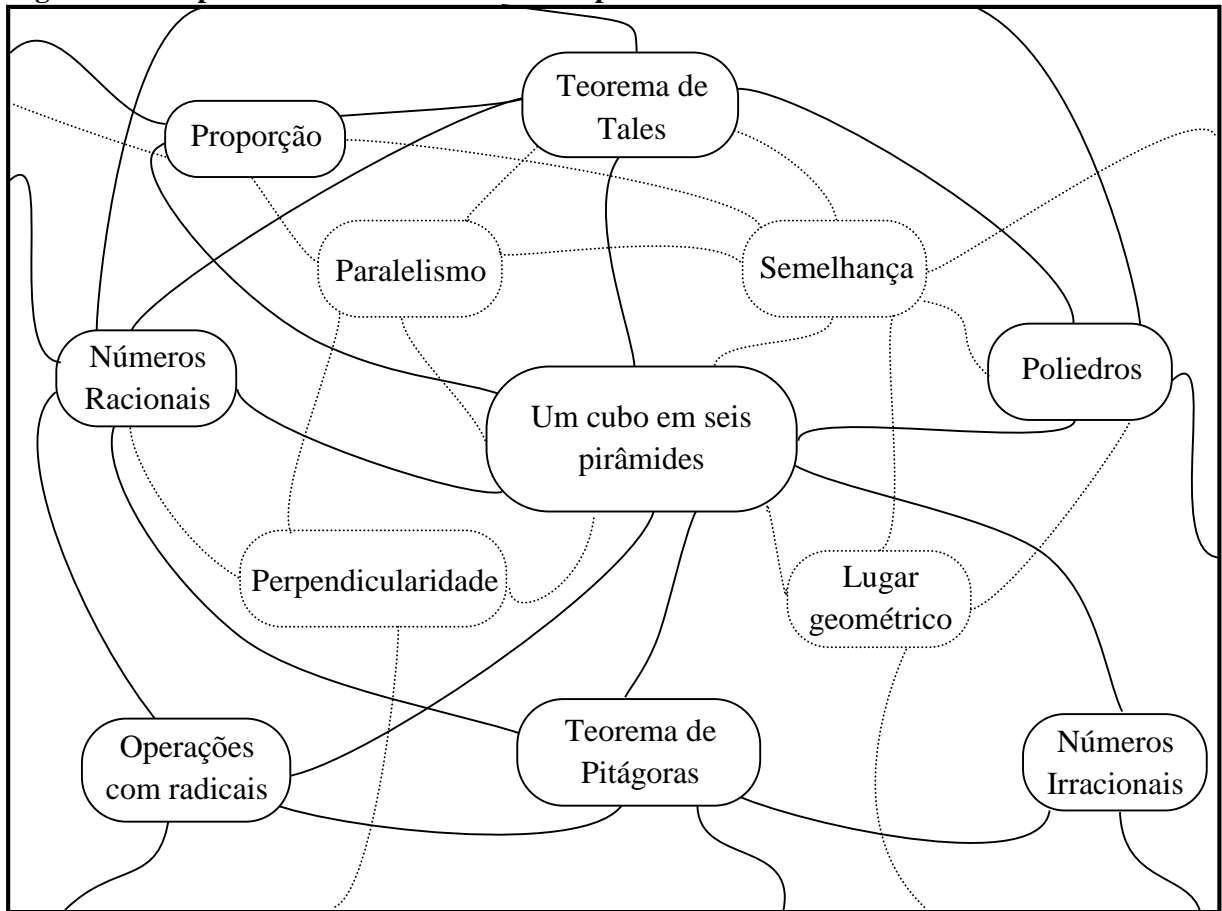 Teorema de
Tales
Proporção
Paralelismo
Semelhança
Números
Racionais
Poliedros
Um cubo em seis
pirâmides
Perpendicularidade
Lugar
geométrico
Operações
com radicais
Teorema de
Pitágoras
Números
Irracionais